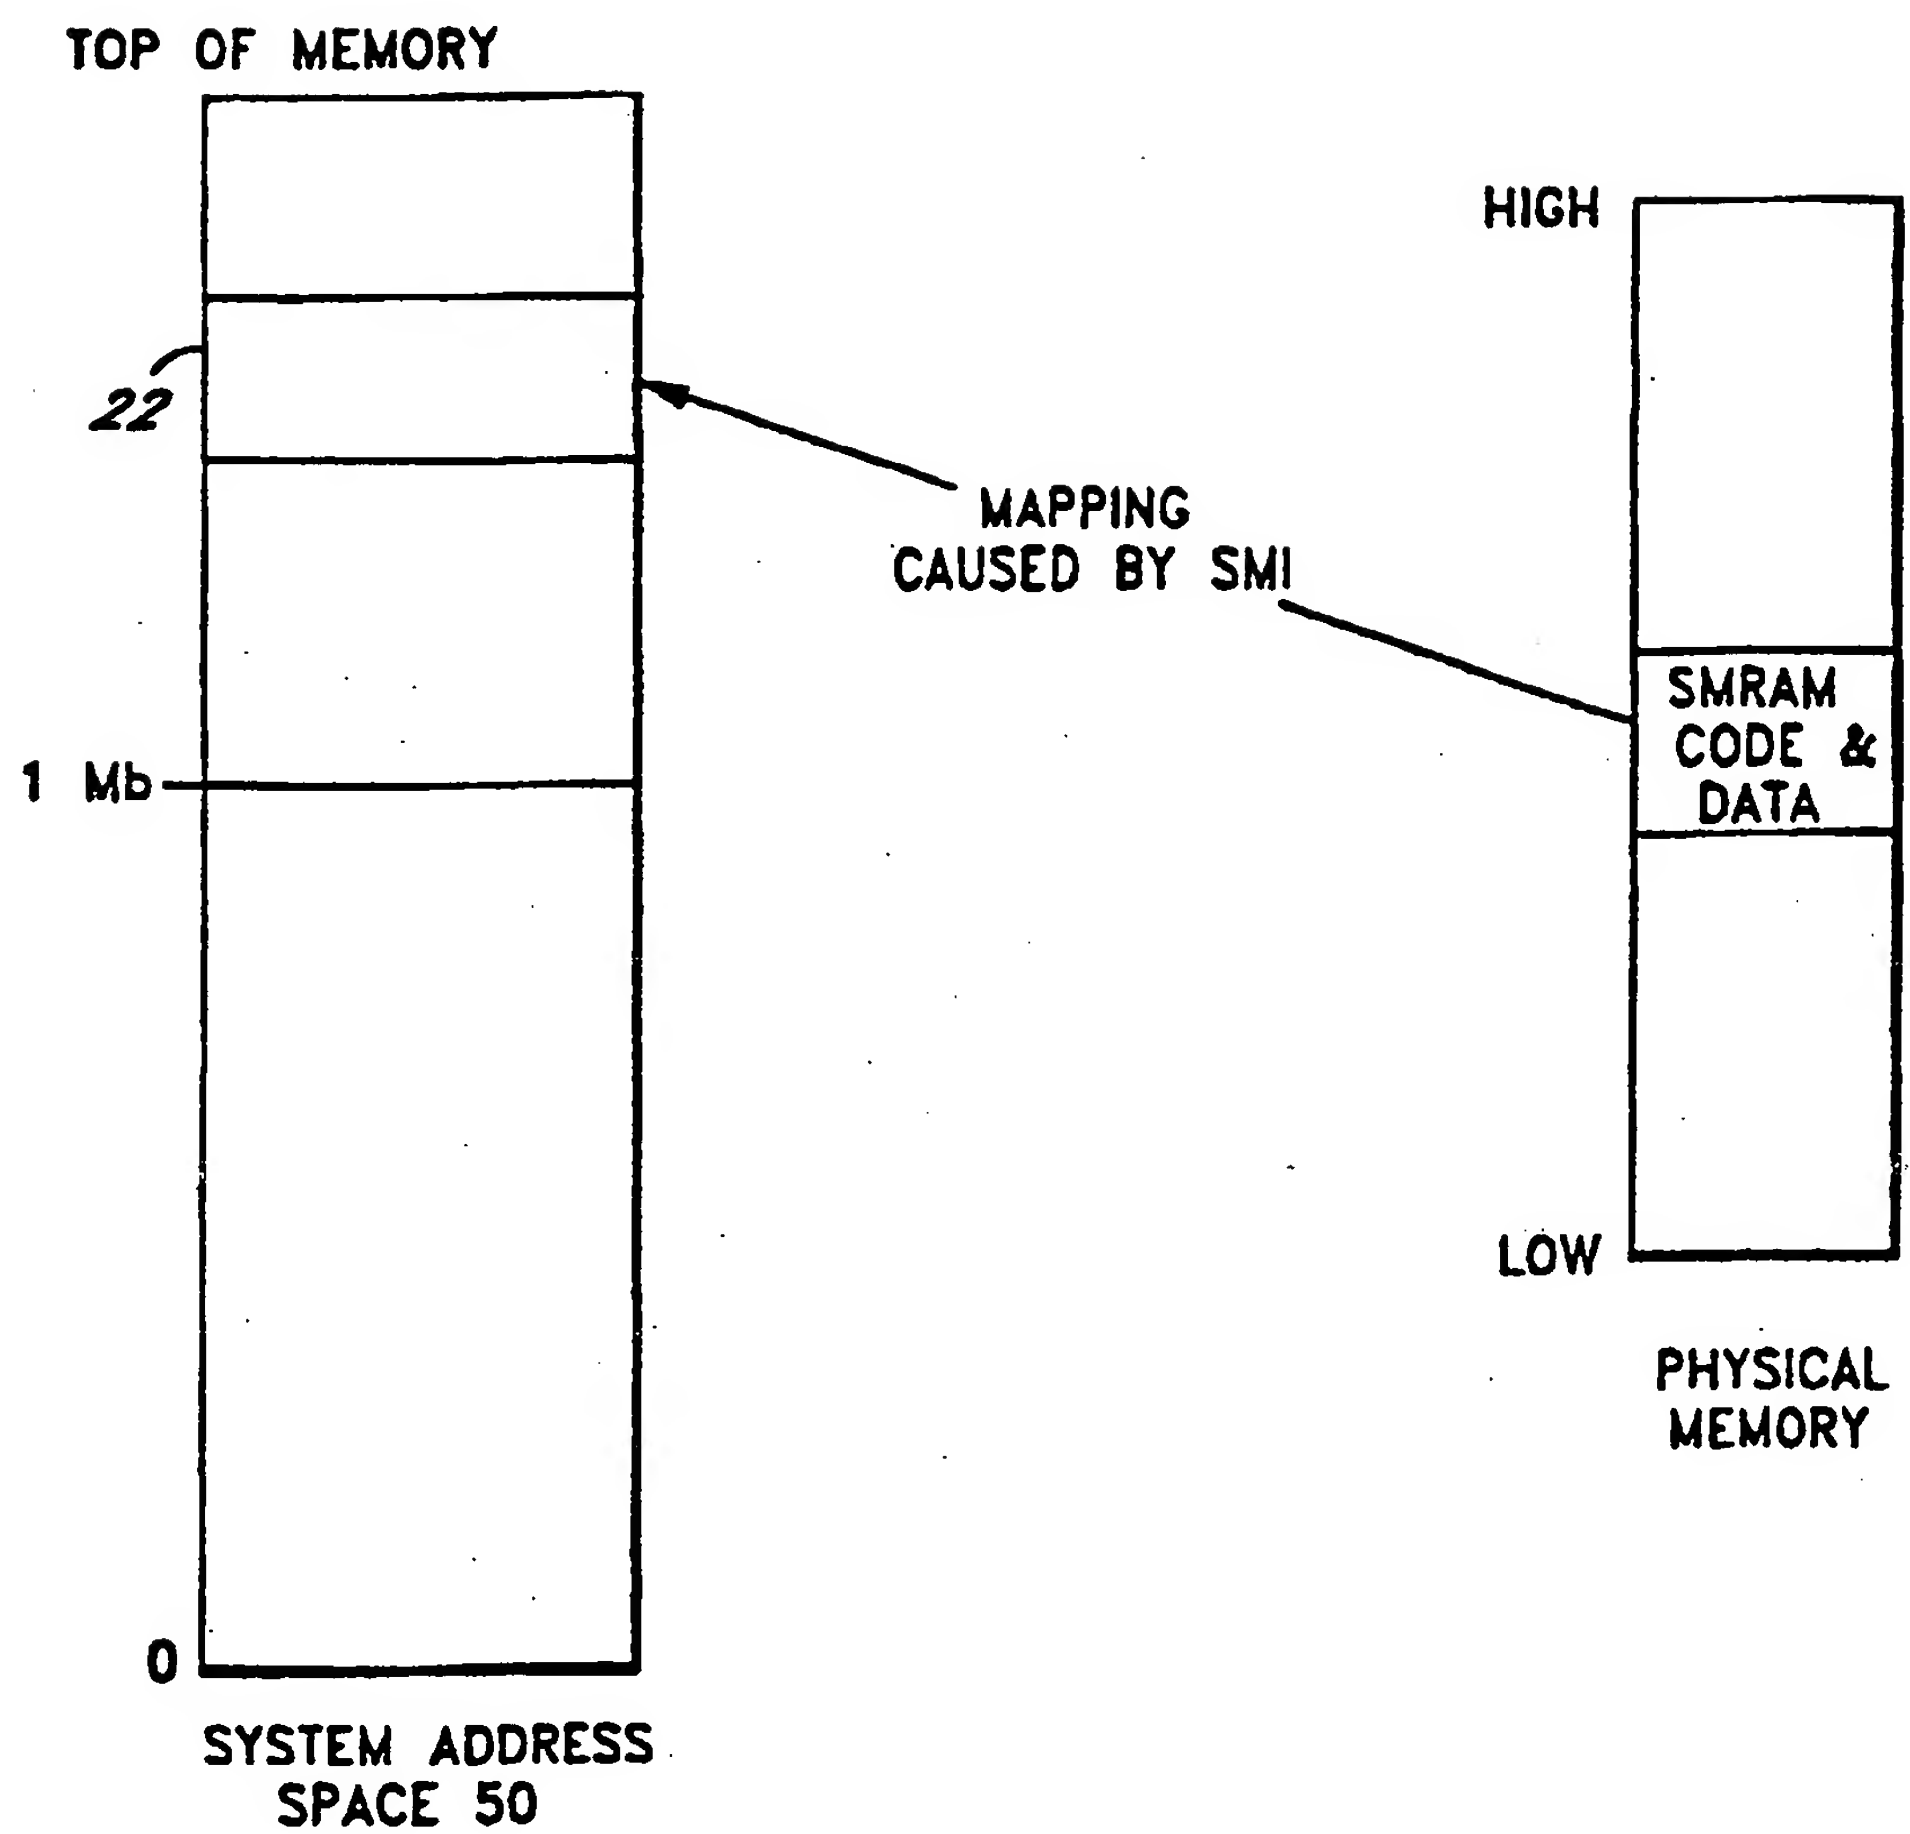 TOP OF MEMORY
HIGH
22
MAPPING
CAUSED BY SMI
SMRAM
CODE &
DATA
1 Mb
LOW
PHYSICAL
MEMORY
0
SYSTEM ADDRESS
SPACE 50